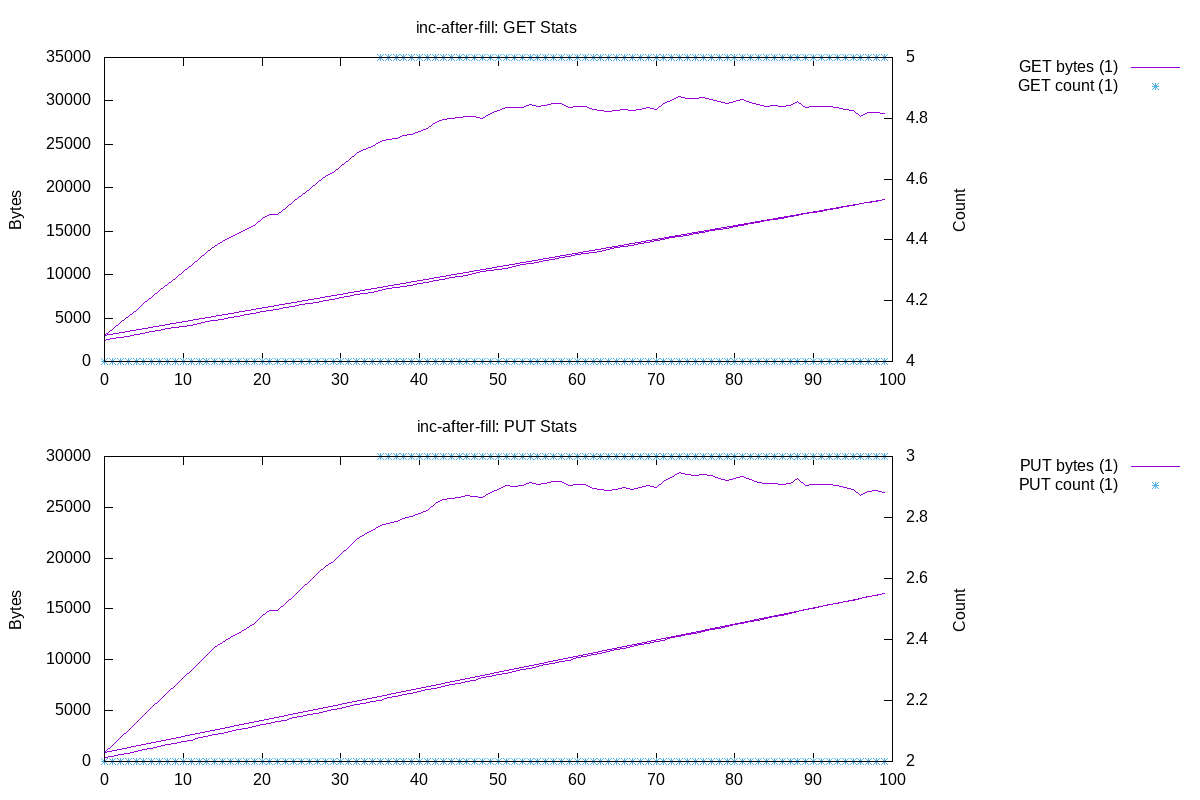 inc-after-fill: GET Stats
35000
30000
25000
20000
15000
10000
5000
0
Bytes
5
4.8
4.6
4.4
4.2
4
Count
0 10 20 30 40 50 60 70 80 90 100
GET bytes (1)
GET count (1)
inc-after-fill: PUT Stats
30000
25000
20000
15000
10000
5000
0
Bytes
3
2.8
2.6
2.4
2.2
2
Count
0 10 20 30 40 50 60 70 80 90 100
PUT bytes (1)
PUT count (1)